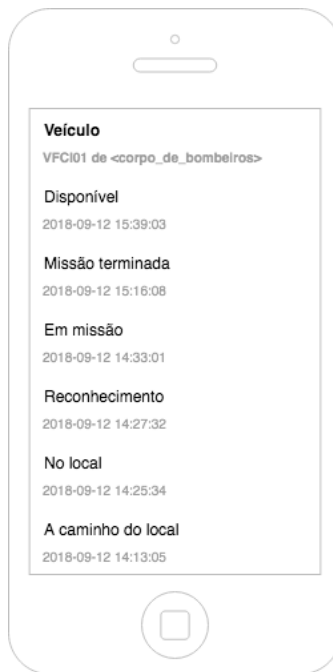 Veículo
VFCI01 de <corpo_de_bombeiros>
Disponível
2018-09-12 15:39:03
Missão terminada
2018-09-12 15:16:08
Em missão
2018-09-12 14:33:01
Reconhecimento
2018-09-12 14:27:32
No local
2018-09-12 14:25:34
A caminho do local
2018-09-12 14:13:05